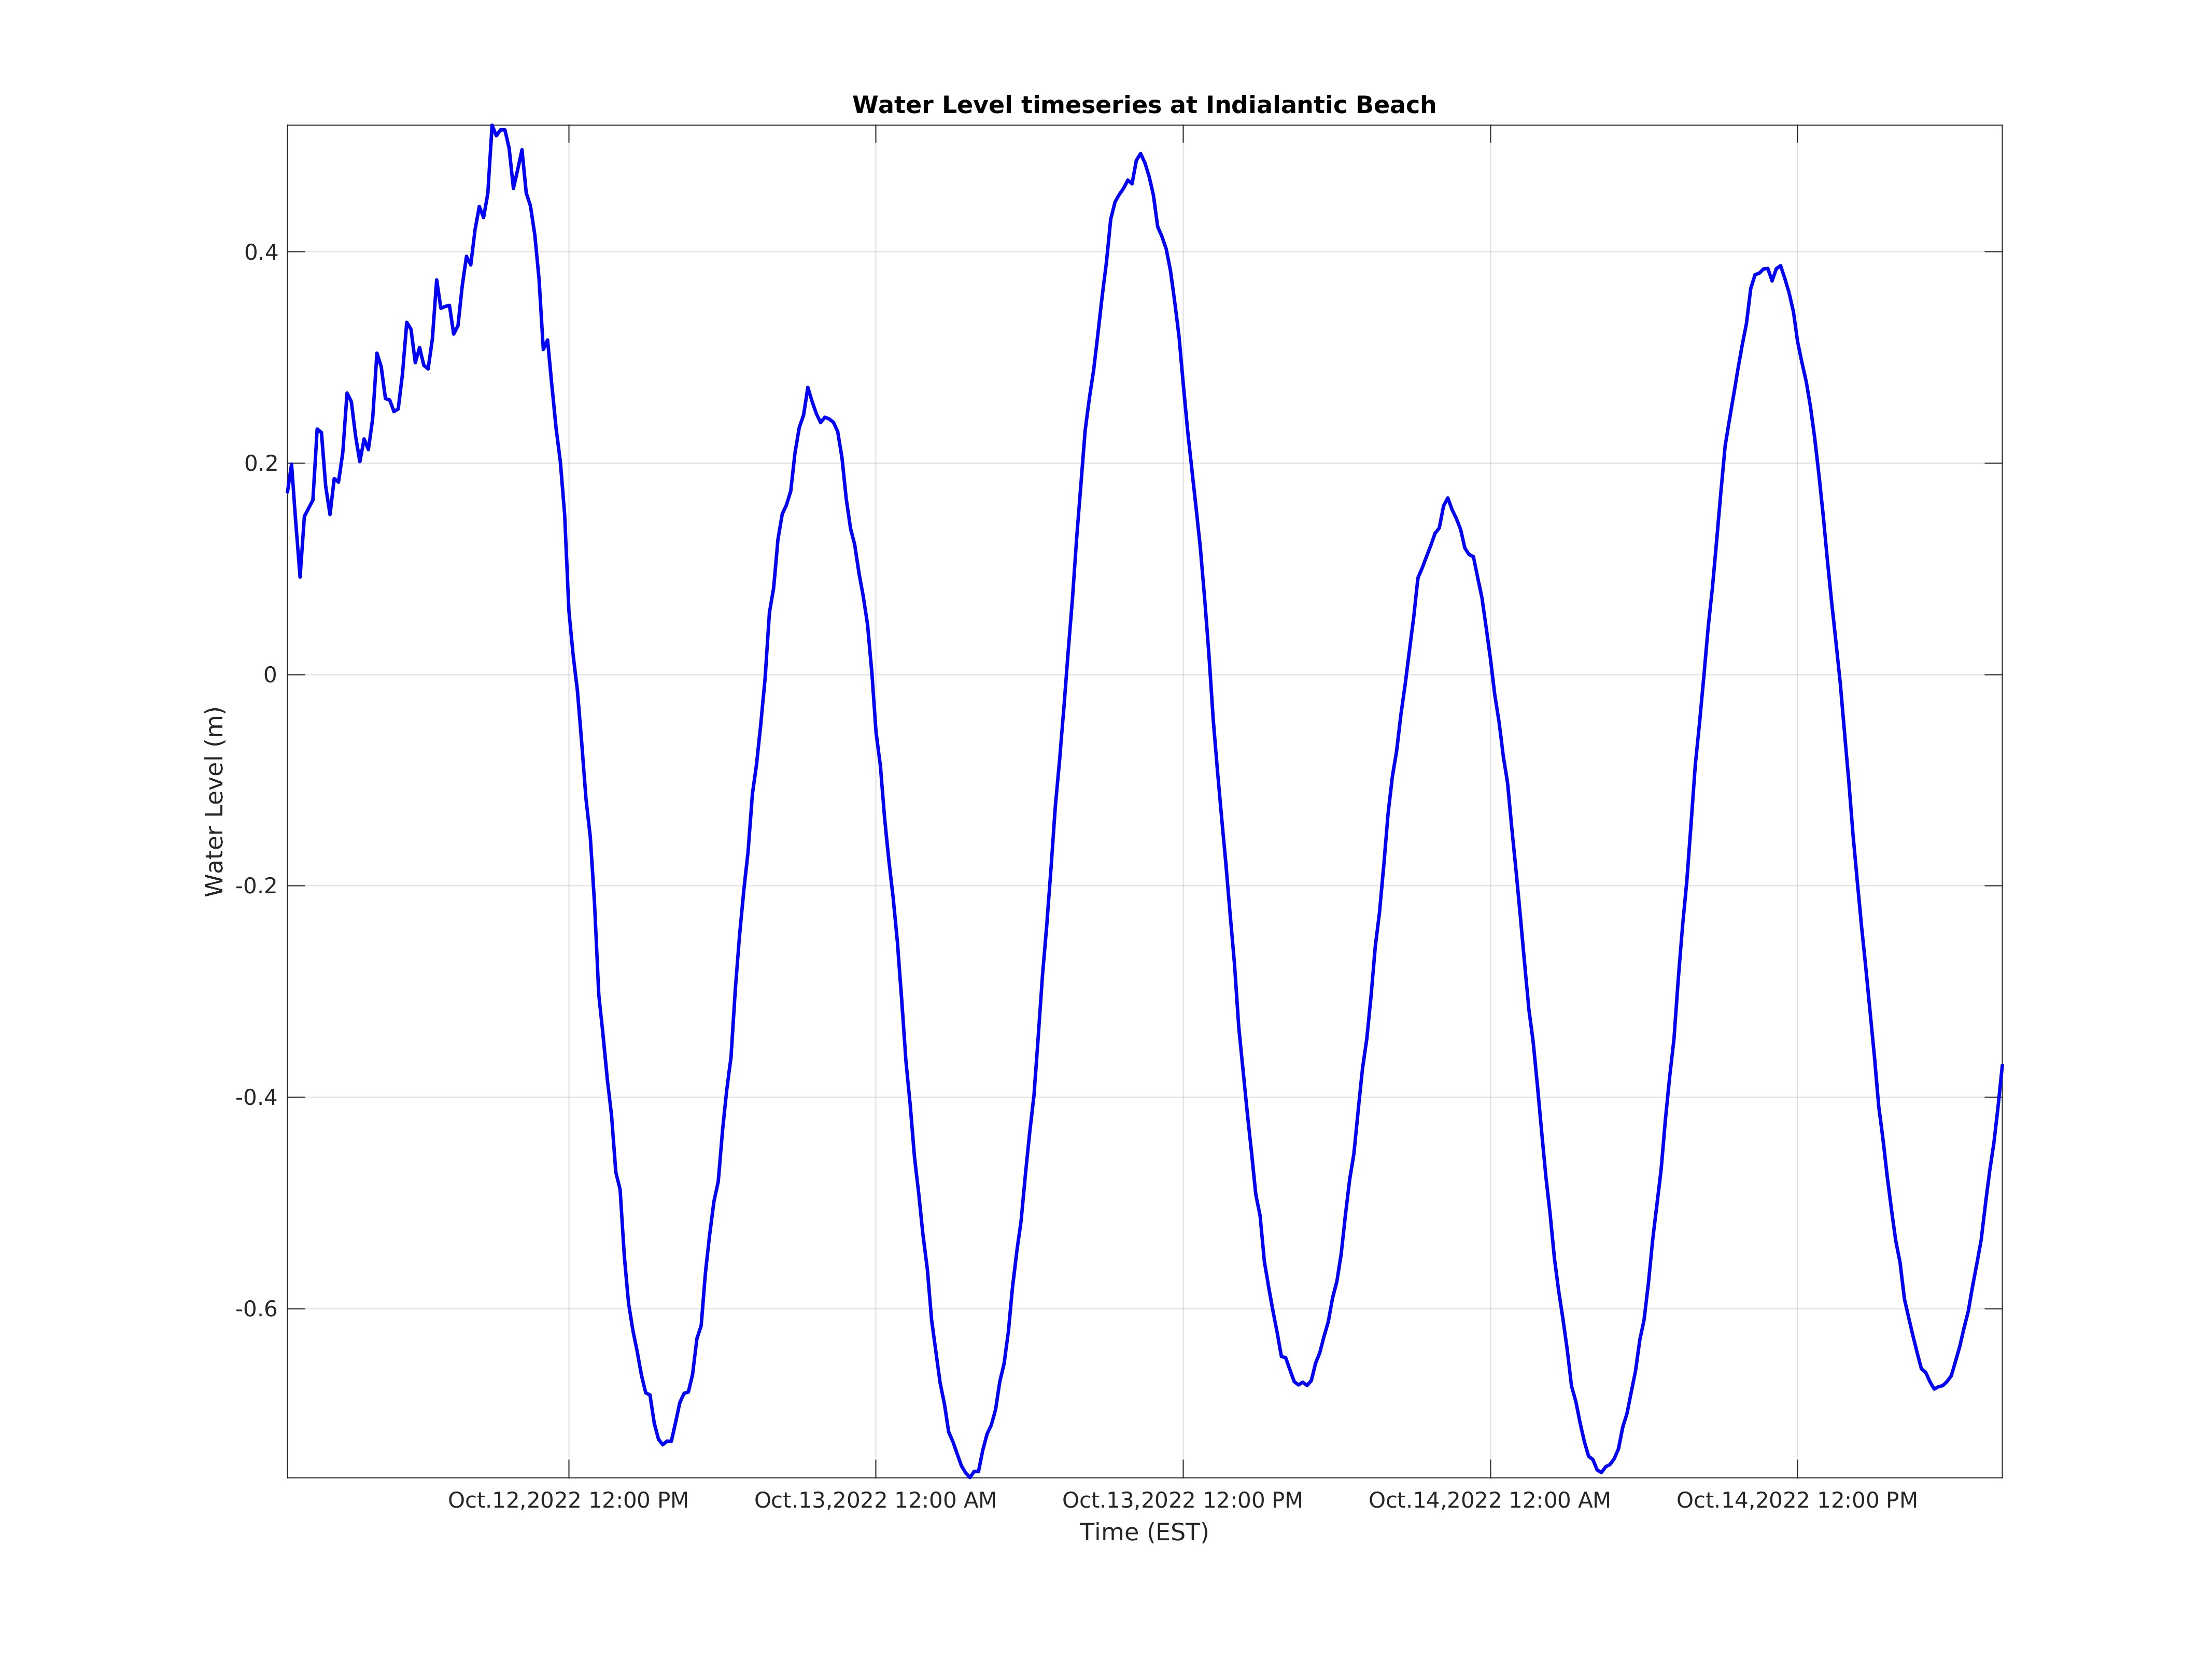 Water Level timeseries at Indialantic Beach
0.4
0.2
0
-0.2
-0.4
-0.6
Water Level (m)
Oct.12,2022 12:00 PM
Oct.13,2022 12:00 AM
Oct.13,2022 12:00 PM
Oct.14,2022 12:00 AM
Oct.14,2022 12:00 PM
Time (EST)